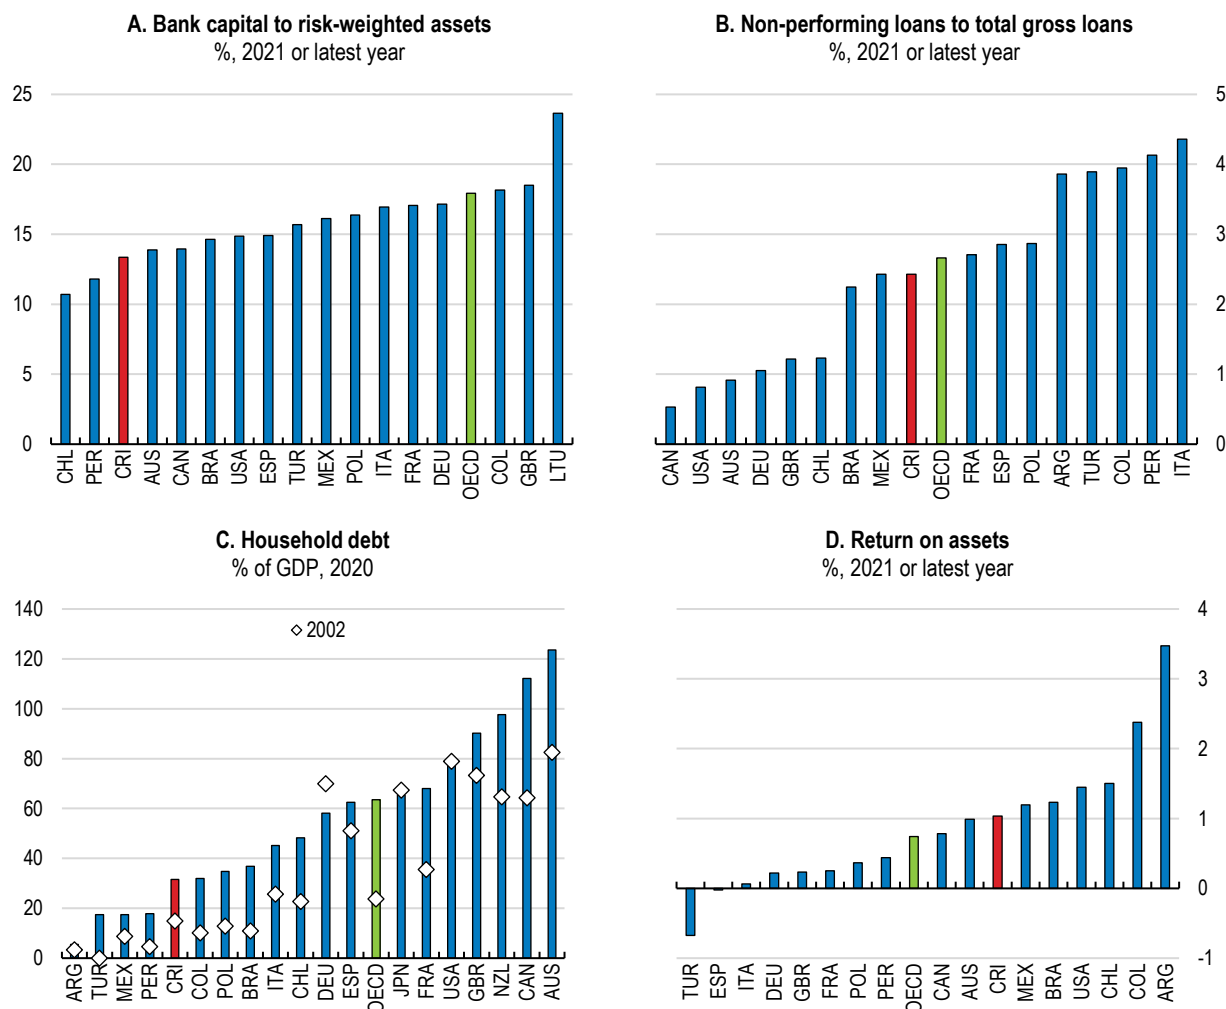 A. Bank capital to risk-weighted assets
%, 2021 or latest year
25
20
15
10
5
0
CHL PER CRI AUS CAN BRA USA ESP TUR MEX POL ITA FRA DEU OECD COL GBR LTU
B. Non-performing loans to total gross loans
%, 2021 or latest year
5
4
3
2
1
0
CAN USA AUS DEU GBR CHL BRA MEX CRI OECD FRA ESP POL ARG TUR COL PER ITA
C. Household debt
% of GDP, 2020
2002
140
120
100
80
60
40
20
0
ARG TUR MEX PER CRI COL POL BRA ITA CHL DEU ESP OECD JPN FRA USA GBR NZL CAN AUS
D. Return on assets
%, 2021 or latest year
4
3
2
1
0
-1
TUR ESP ITA DEU GBR FRA POL PER OECD CAN AUS CRI MEX BRA USA CHL COL ARG